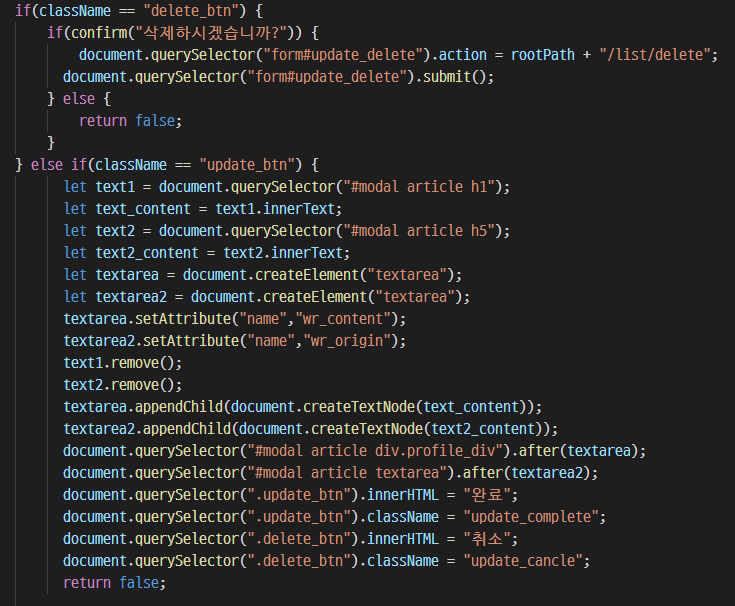 if(className == "delete_btn") {
if(confirm("삭제하시겠습니까?")) {
document.querySelector("form#update_delete").action = rootPath + "/list/delete";
document.querySelector("form#update_delete").submit();
} else {
return false;
}
} else if(className == "update_btn") {
let text1 = document.querySelector("#modal article h1");
let text_content = text1.innerText;
let text2 = document.querySelector("#modal article h5");
let text2_content = text2.innerText;
let textarea = document.createElement("textarea");
let textarea2 = document.createElement("textarea");
textarea.setAttribute("name","wr_content");
textarea2.setAttribute("name","wr_origin");
text1.remove();
text2.remove();
textarea.appendChild(document.createTextNode(text_content));
textarea2.appendChild(document.createTextNode(text2_content));
document.querySelector("#modal article div.profile_div").after(textarea);
document.querySelector("#modal article textarea").after(textarea2);
document.querySelector(".update_btn").innerHTML = "완료";
document.querySelector(".update_btn").className = "update_complete";
document.querySelector(".delete_btn").innerHTML = "취소";
document.querySelector(".delete_btn").className = "update_cancle";
return false;